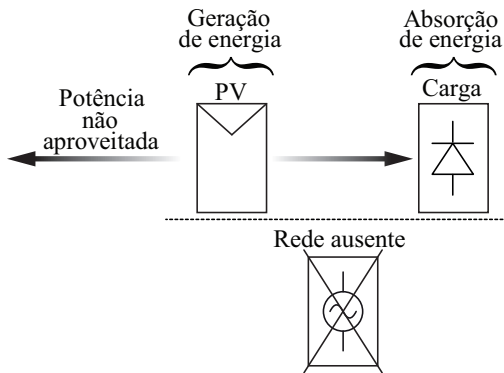 Geração
de energia
Absorção
de energia
PV
Carga
Potência
não
aproveitada
Rede ausente